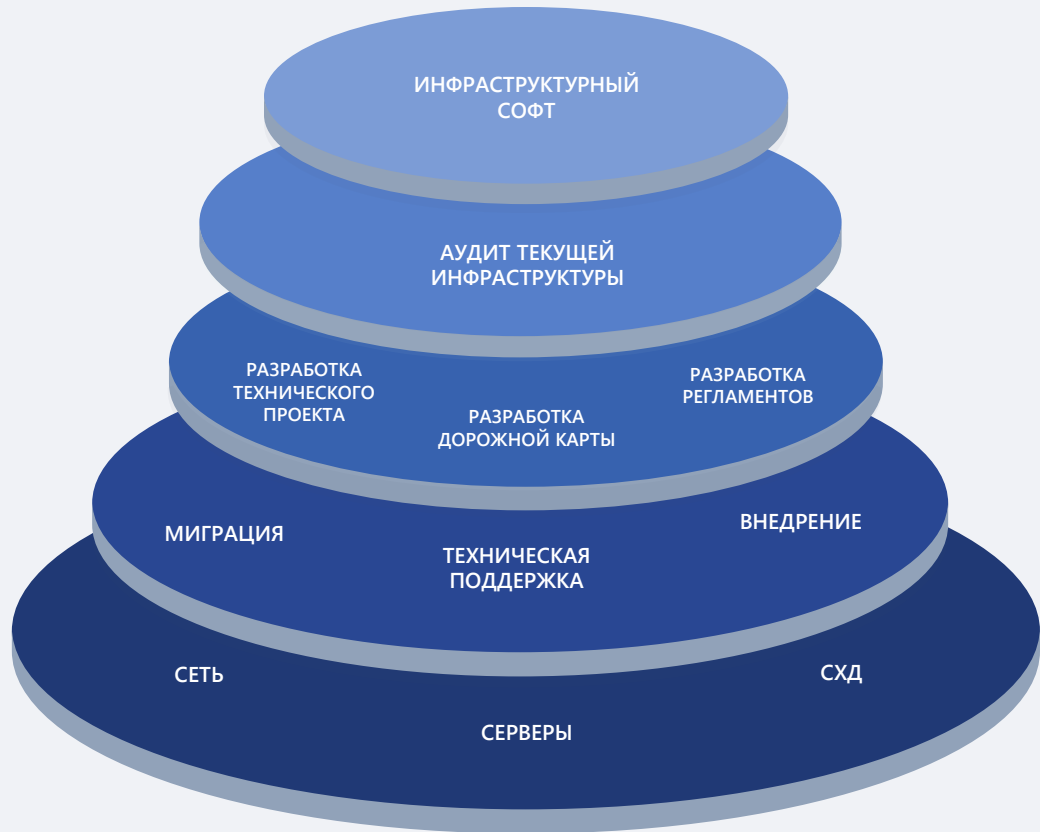 ИНФРАСТРУКТУРНЫЙ
СОФТ
АУДИТ ТЕКУЩЕЙ
ИНФРАСТРУКТУРЫ
РАЗРАБОТКА
ТЕХНИЧЕСКОГО
ПРОЕКТА
РАЗРАБОТКА
ДОРОЖНОЙ КАРТЫ
РАЗРАБОТКА
РЕГЛАМЕНТОВ
МИГРАЦИЯ
ТЕХНИЧЕСКАЯ
ПОДДЕРЖКА
ВНЕДРЕНИЕ
СЕТЬ
СЕРВЕРЫ
СХД